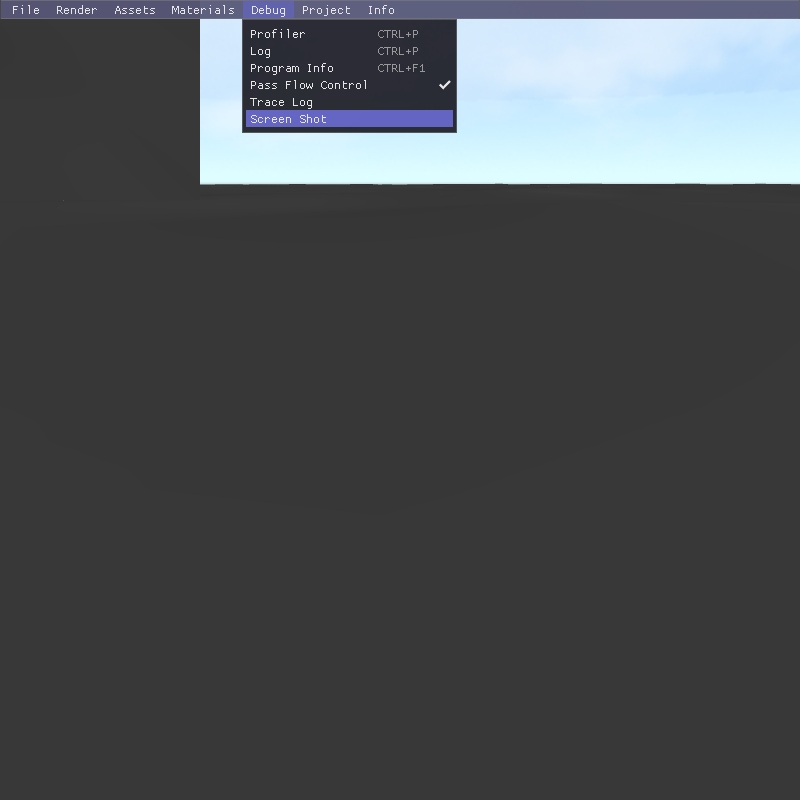 File Render Assets Materials Debug Project Info
Profiler CTRL+P
Log CTRL+P
Program Info CTRL+F1
Pass Flow Control
Trace Log
Screen Shot